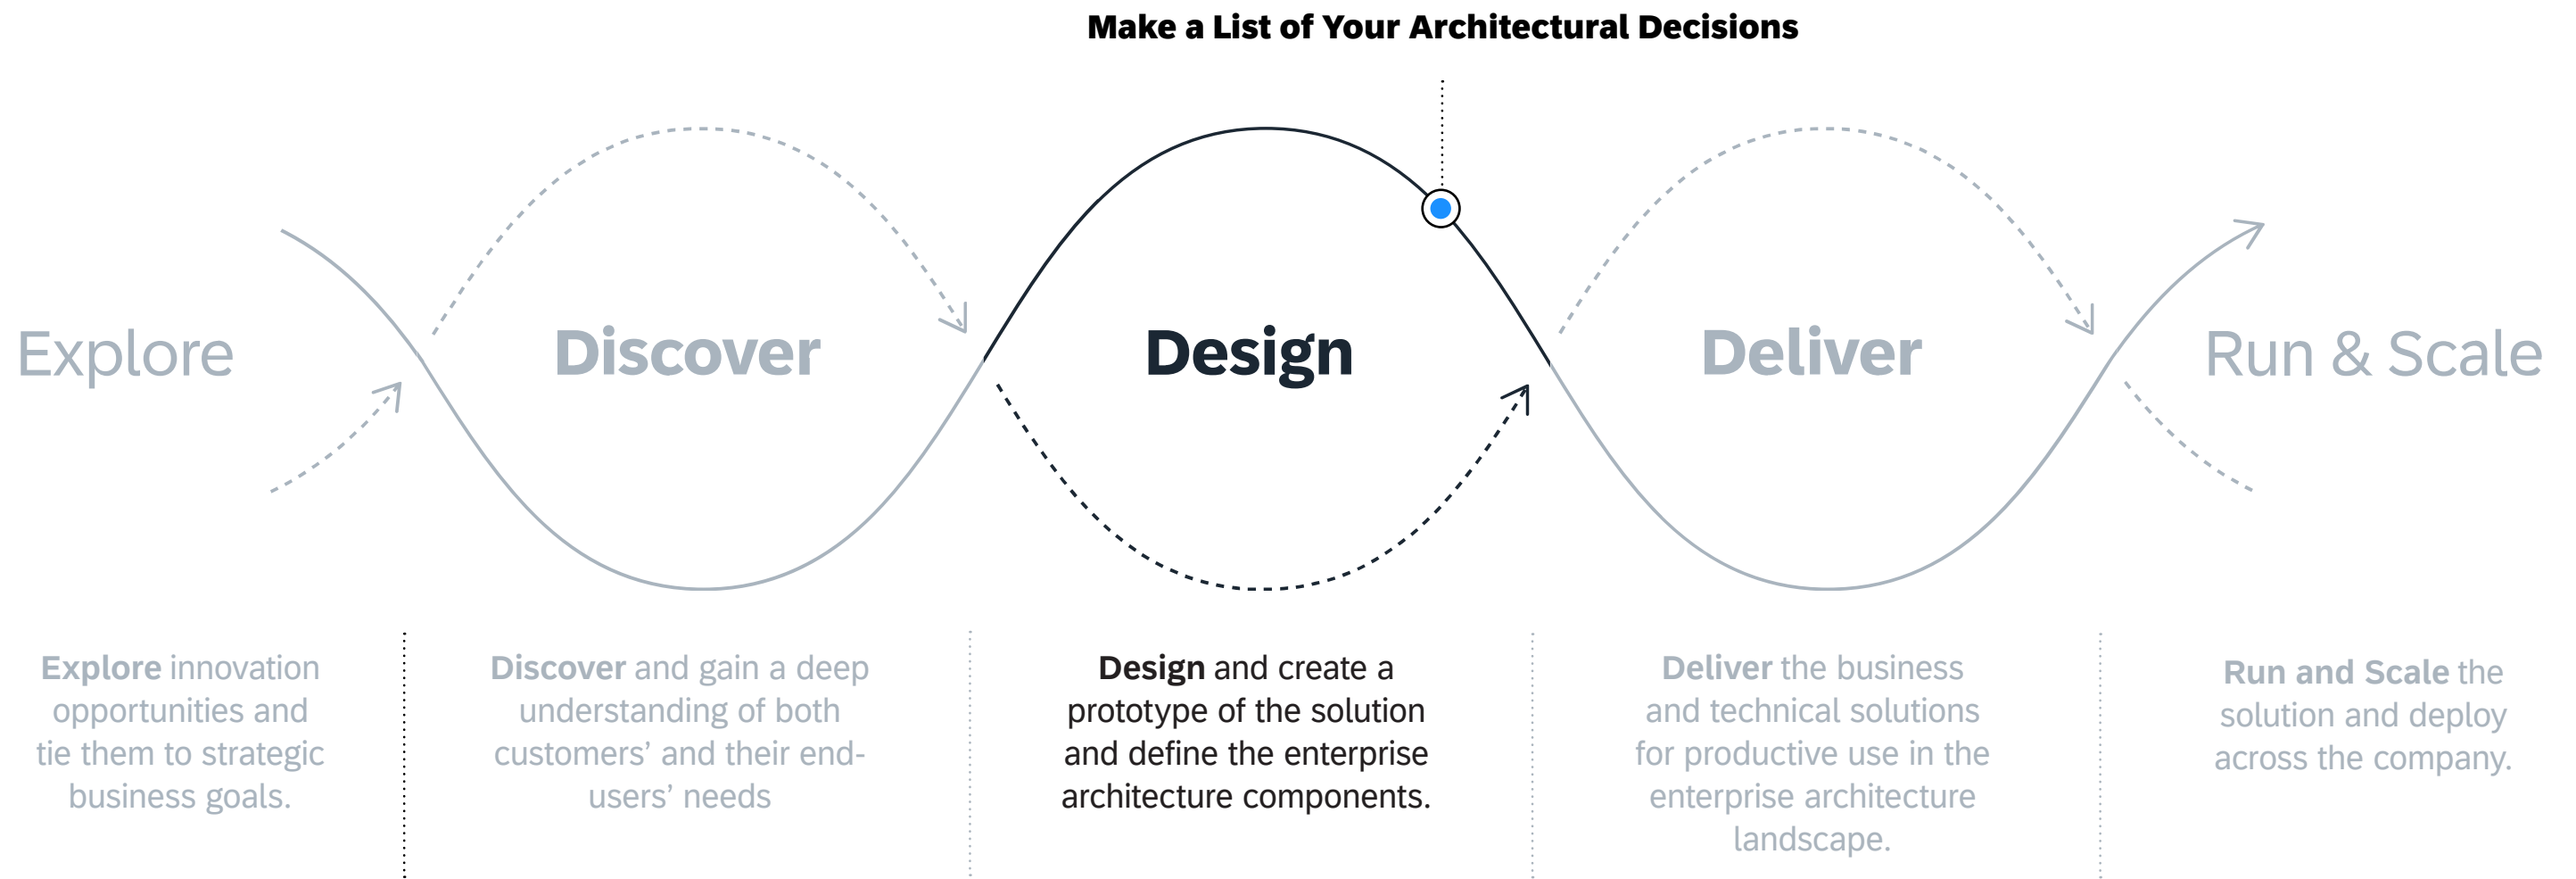 Make a List of Your Architectural Decisions
Explore
Discover
Design
Deliver
Run & Scale
Explore innovation
opportunities and
tie them to strategic
business goals.
Discover and gain a deep
understanding of both
customers’ and their end-
users’ needs
Design and create a
prototype of the solution
and define the enterprise
architecture components.
Deliver the business
and technical solutions
for productive use in the
enterprise architecture
landscape.
Run and Scale the
solution and deploy
across the company.